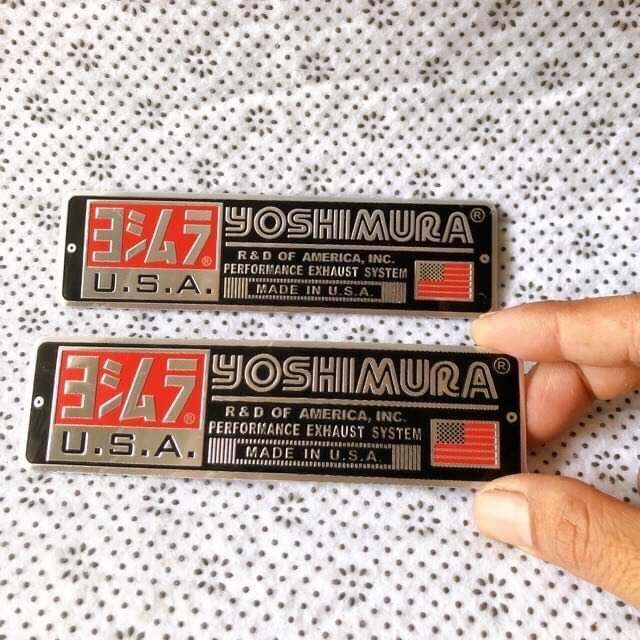 ヨシムラ®
U.S.A.
YOSHIMURA®
R & D OF AMERICA, INC.
PERFORMANCE EXHAUST SYSTEM
MADE IN U.S.A.
ヨシムラ®
U.S.A.
YOSHIMURA®
R & D OF AMERICA, INC.
PERFORMANCE EXHAUST SYSTEM
MADE IN U.S.A.